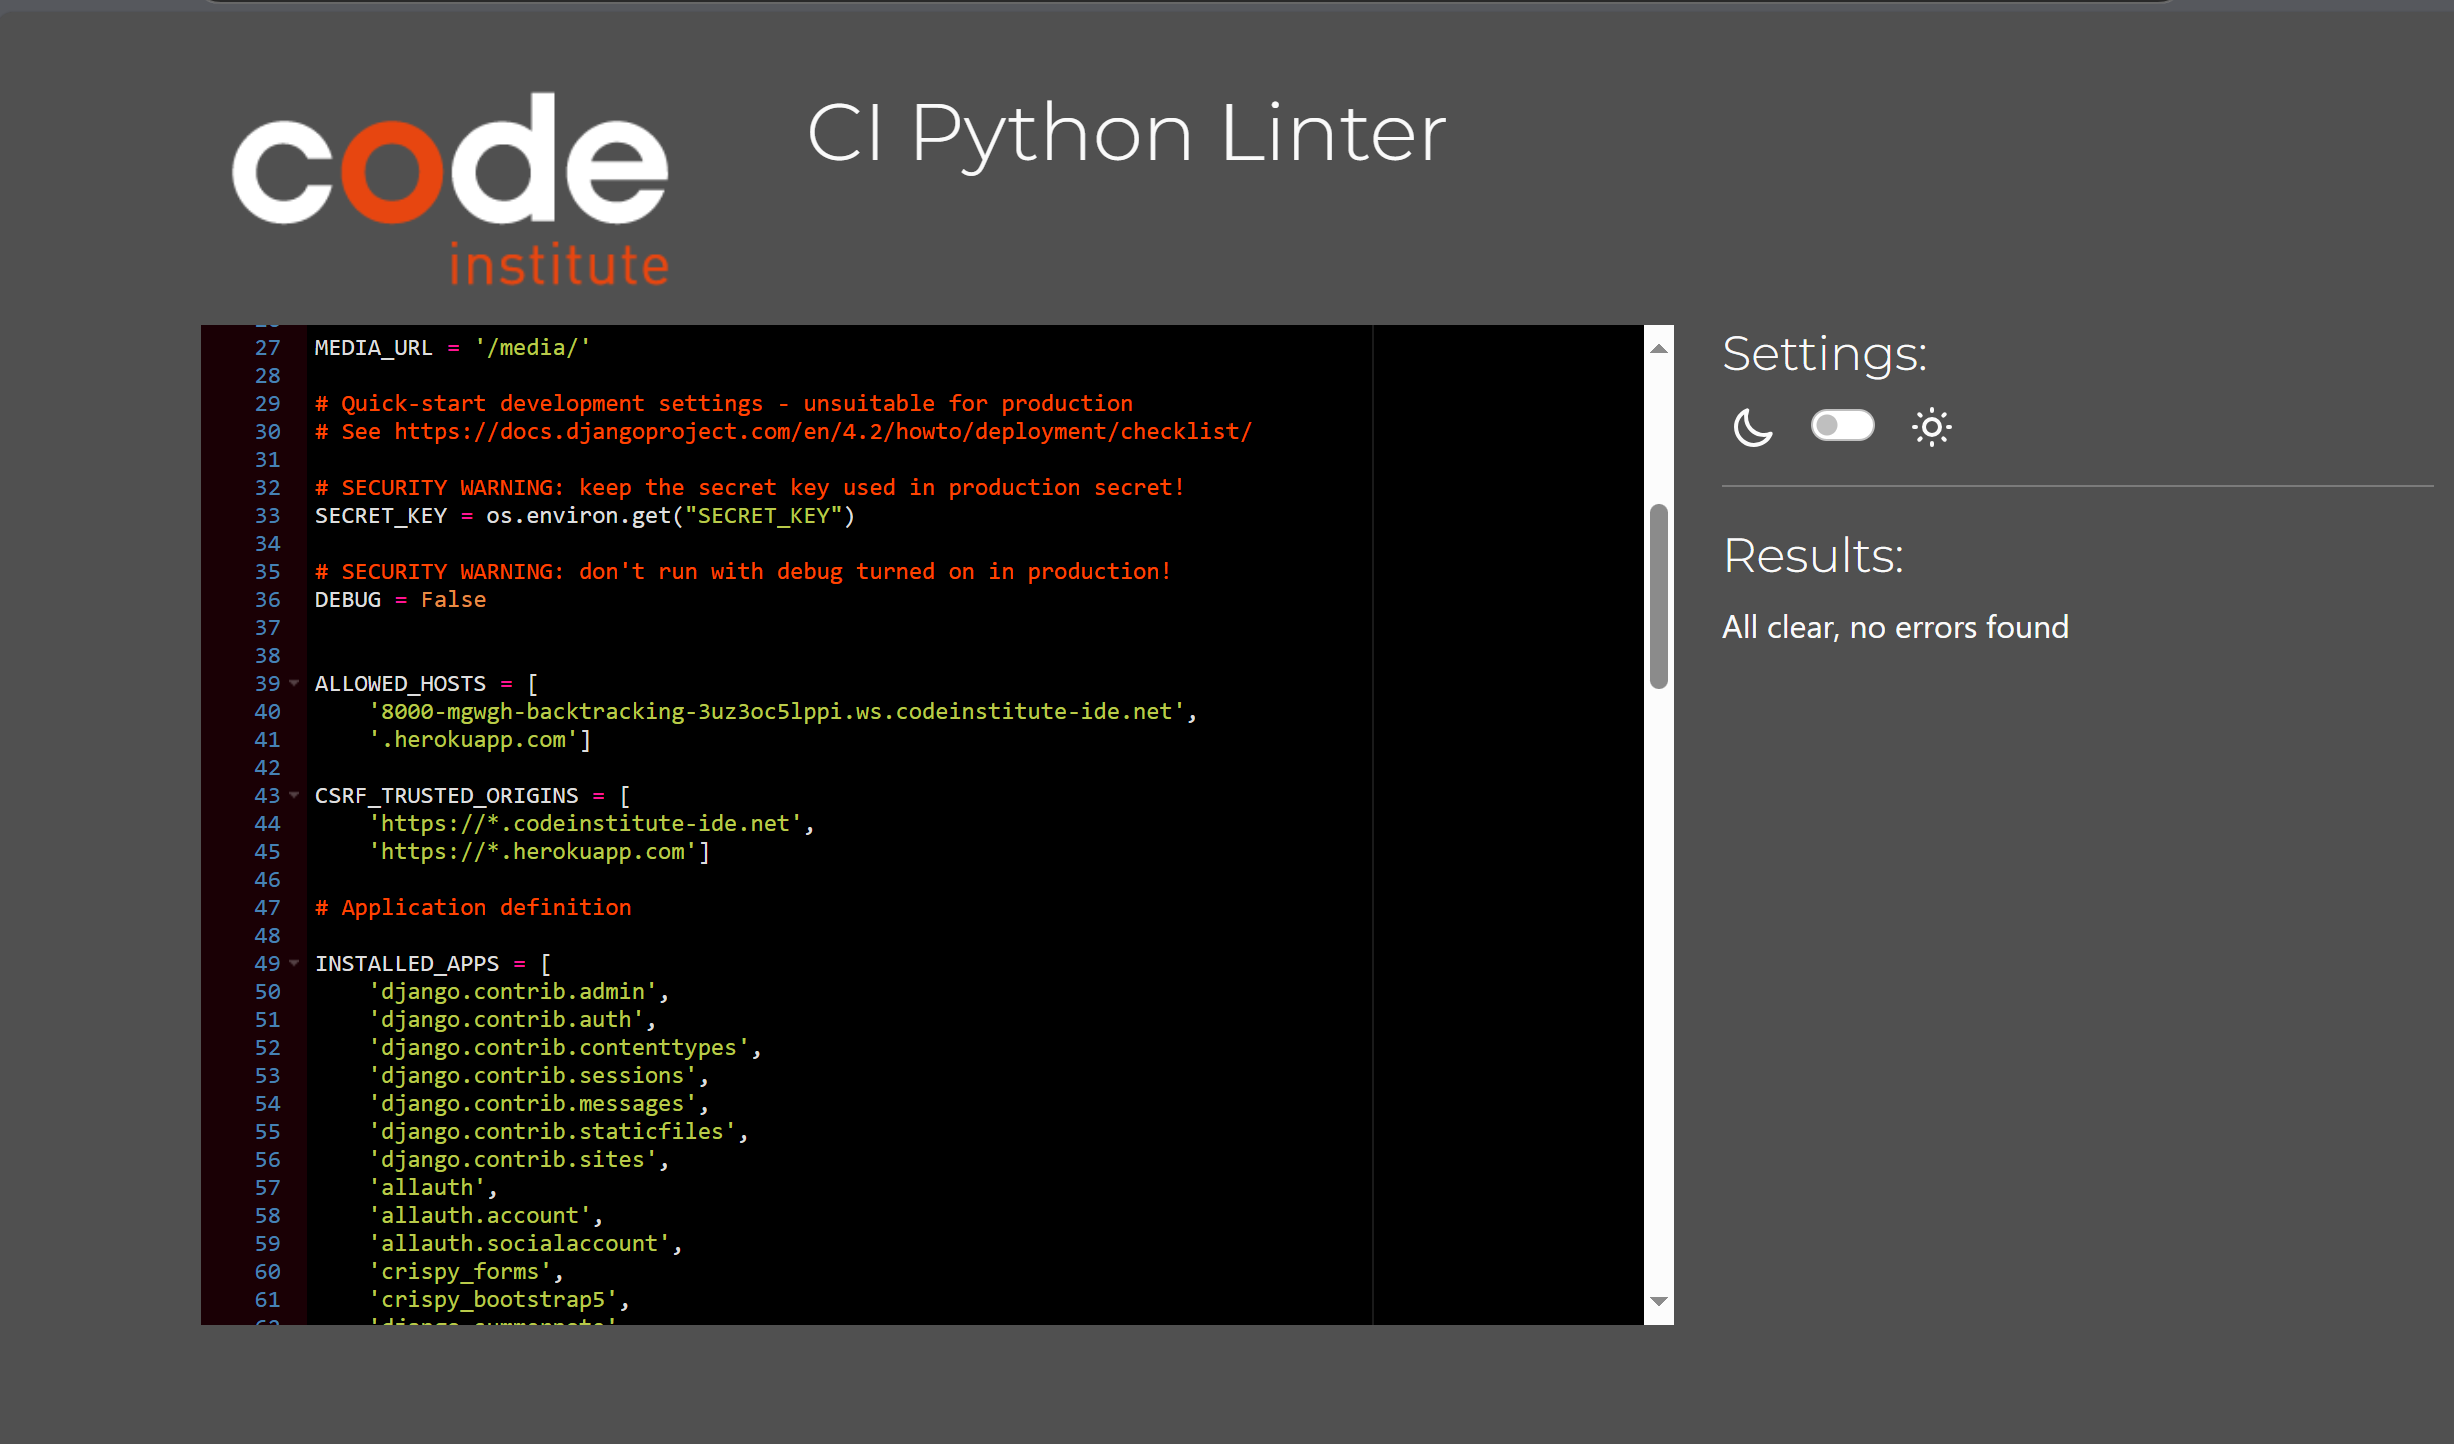 code
institute
CI Python Linter
27 MEDIA_URL = '/media/'
28
29 # Quick-start development settings - unsuitable for production
30 # See https://docs.djangoproject.com/en/4.2/howto/deployment/checklist/
31
32 # SECURITY WARNING: keep the secret key used in production secret!
33 SECRET_KEY = os.environ.get("SECRET_KEY")
34
35 # SECURITY WARNING: don't run with debug turned on in production!
36 DEBUG = False
37
38
39 ALLOWED_HOSTS = [
40     '8000-mgwgh-backtracking-3uz3oc5lppi.ws.codeinstitute-ide.net',
41     '.herokuapp.com']
42
43 CSRF_TRUSTED_ORIGINS = [
44     'https://*.codeinstitute-ide.net',
45     'https://*.herokuapp.com']
46
47 # Application definition
48
49 INSTALLED_APPS = [
50     'django.contrib.admin',
51     'django.contrib.auth',
52     'django.contrib.contenttypes',
53     'django.contrib.sessions',
54     'django.contrib.messages',
55     'django.contrib.staticfiles',
56     'django.contrib.sites',
57     'allauth',
58     'allauth.account',
59     'allauth.socialaccount',
60     'crispy_forms',
61     'crispy_bootstrap5',
Settings:
Results:
All clear, no errors found